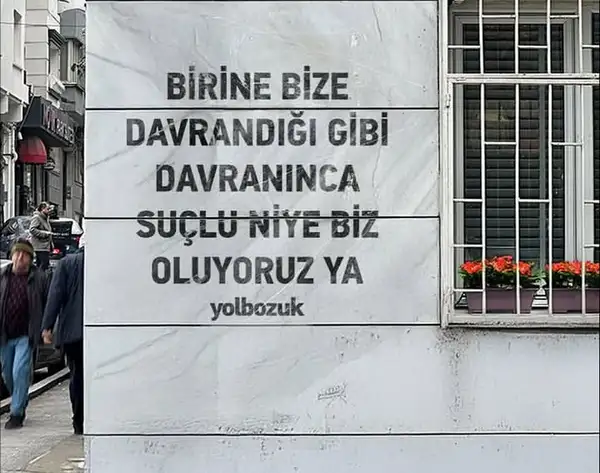 BİRİNE BİZE
DAVRANDIĞI GİBİ
DAVRANINCA
SUÇLU NİYE BİZ
OLUYORUZ YA
yolbozuk